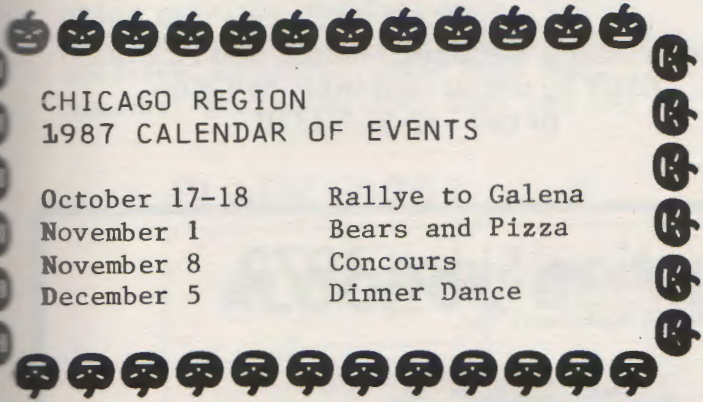 CHICAGO REGION
1987 CALENDAR OF EVENTS
October 17-18 Rallye to Galena
November 1 Bears and Pizza
November 8 Concours
December 5 Dinner Dance